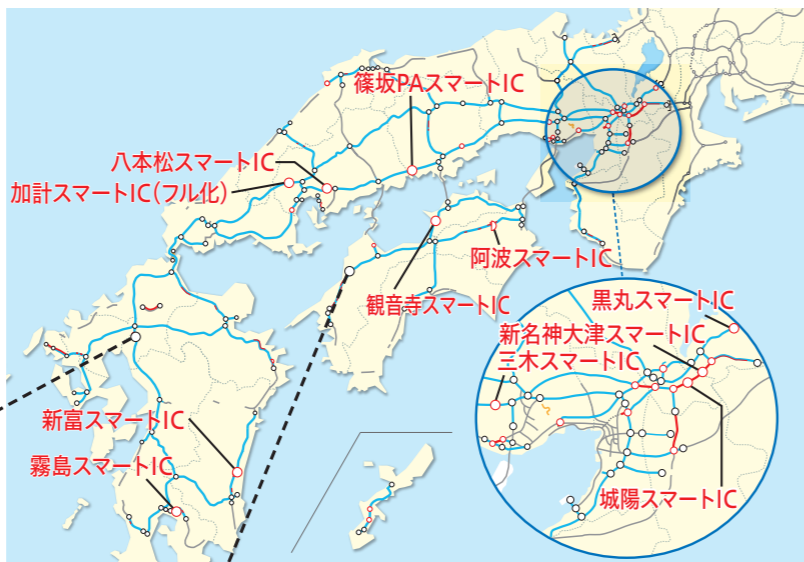 篠坂PAスマートIC
八本松スマートIC
加計スマートIC(フル化)
阿波スマートIC
観音寺スマートIC
黒丸スマートIC
新名神大津スマートIC
三木スマートIC
新富スマートIC
霧島スマートIC
城陽スマートIC